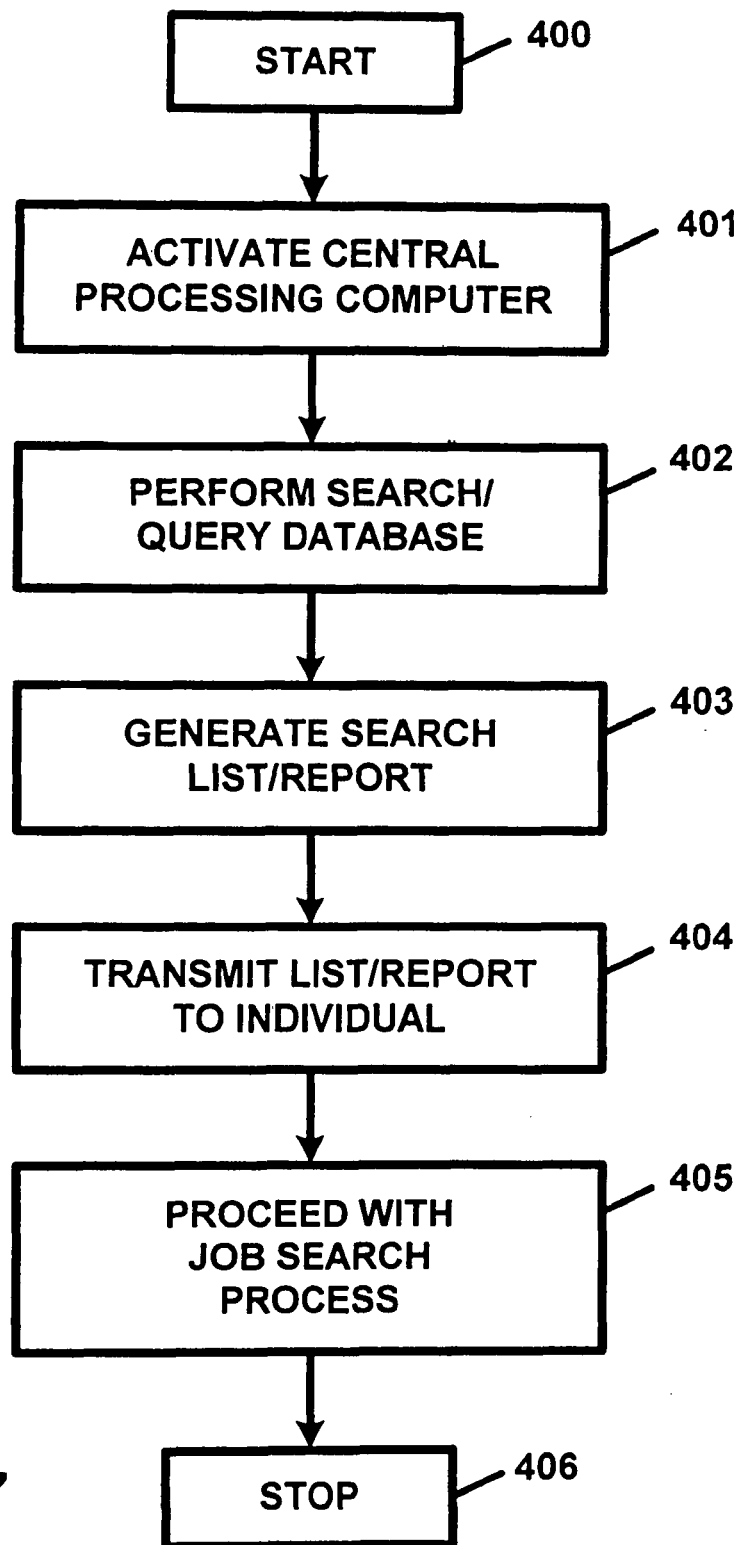 START
400
ACTIVATE CENTRAL
PROCESSING COMPUTER
401
PERFORM SEARCH/
QUERY DATABASE
402
GENERATE SEARCH
LIST/REPORT
403
TRANSMIT LIST/REPORT
TO INDIVIDUAL
404
PROCEED WITH
JOB SEARCH
PROCESS
405
STOP
406